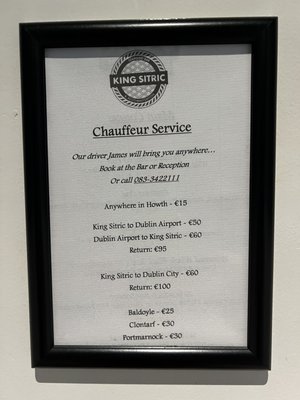 KING SITRIC
Chauffeur Service
Our driver James will bring you anywhere...
Book at the Bar or Reception
Or call 083-3422111
Anywhere in Howth - €15
King Sitric to Dublin Airport - €50
Dublin Airport to King Sitric - €60
Return: €95
King Sitric to Dublin City - €60
Return: €100
Baldoyle - €25
Clontarf - €30
Portmarnock - €30